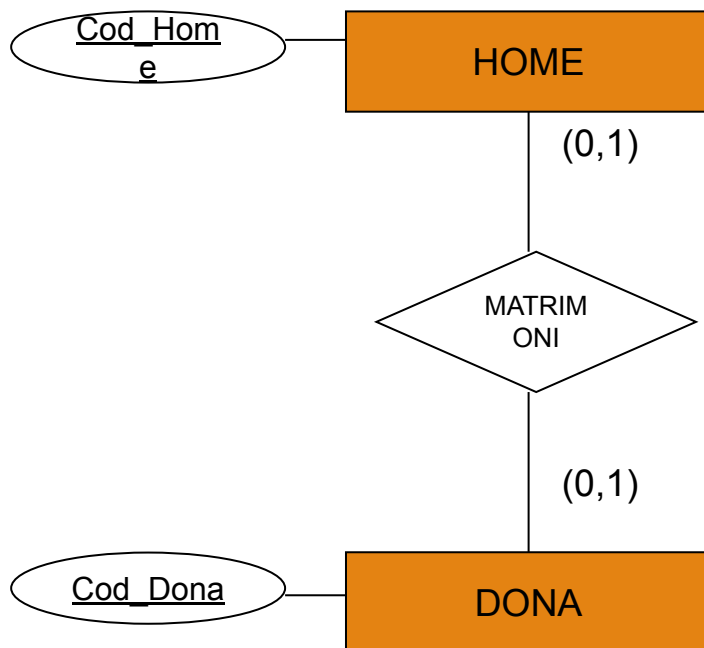 Cod_Hom
e
HOME
(0,1)
MATRIM
ONI
(0,1)
Cod_Dona
DONA